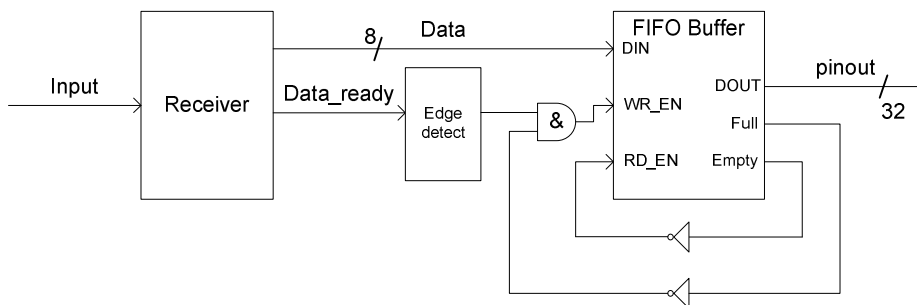 Input
Receiver
8
Data
Data_ready
Edge
detect
&
FIFO Buffer
DIN
WR_EN
RD_EN
DOUT
Full
Empty
pinout
32